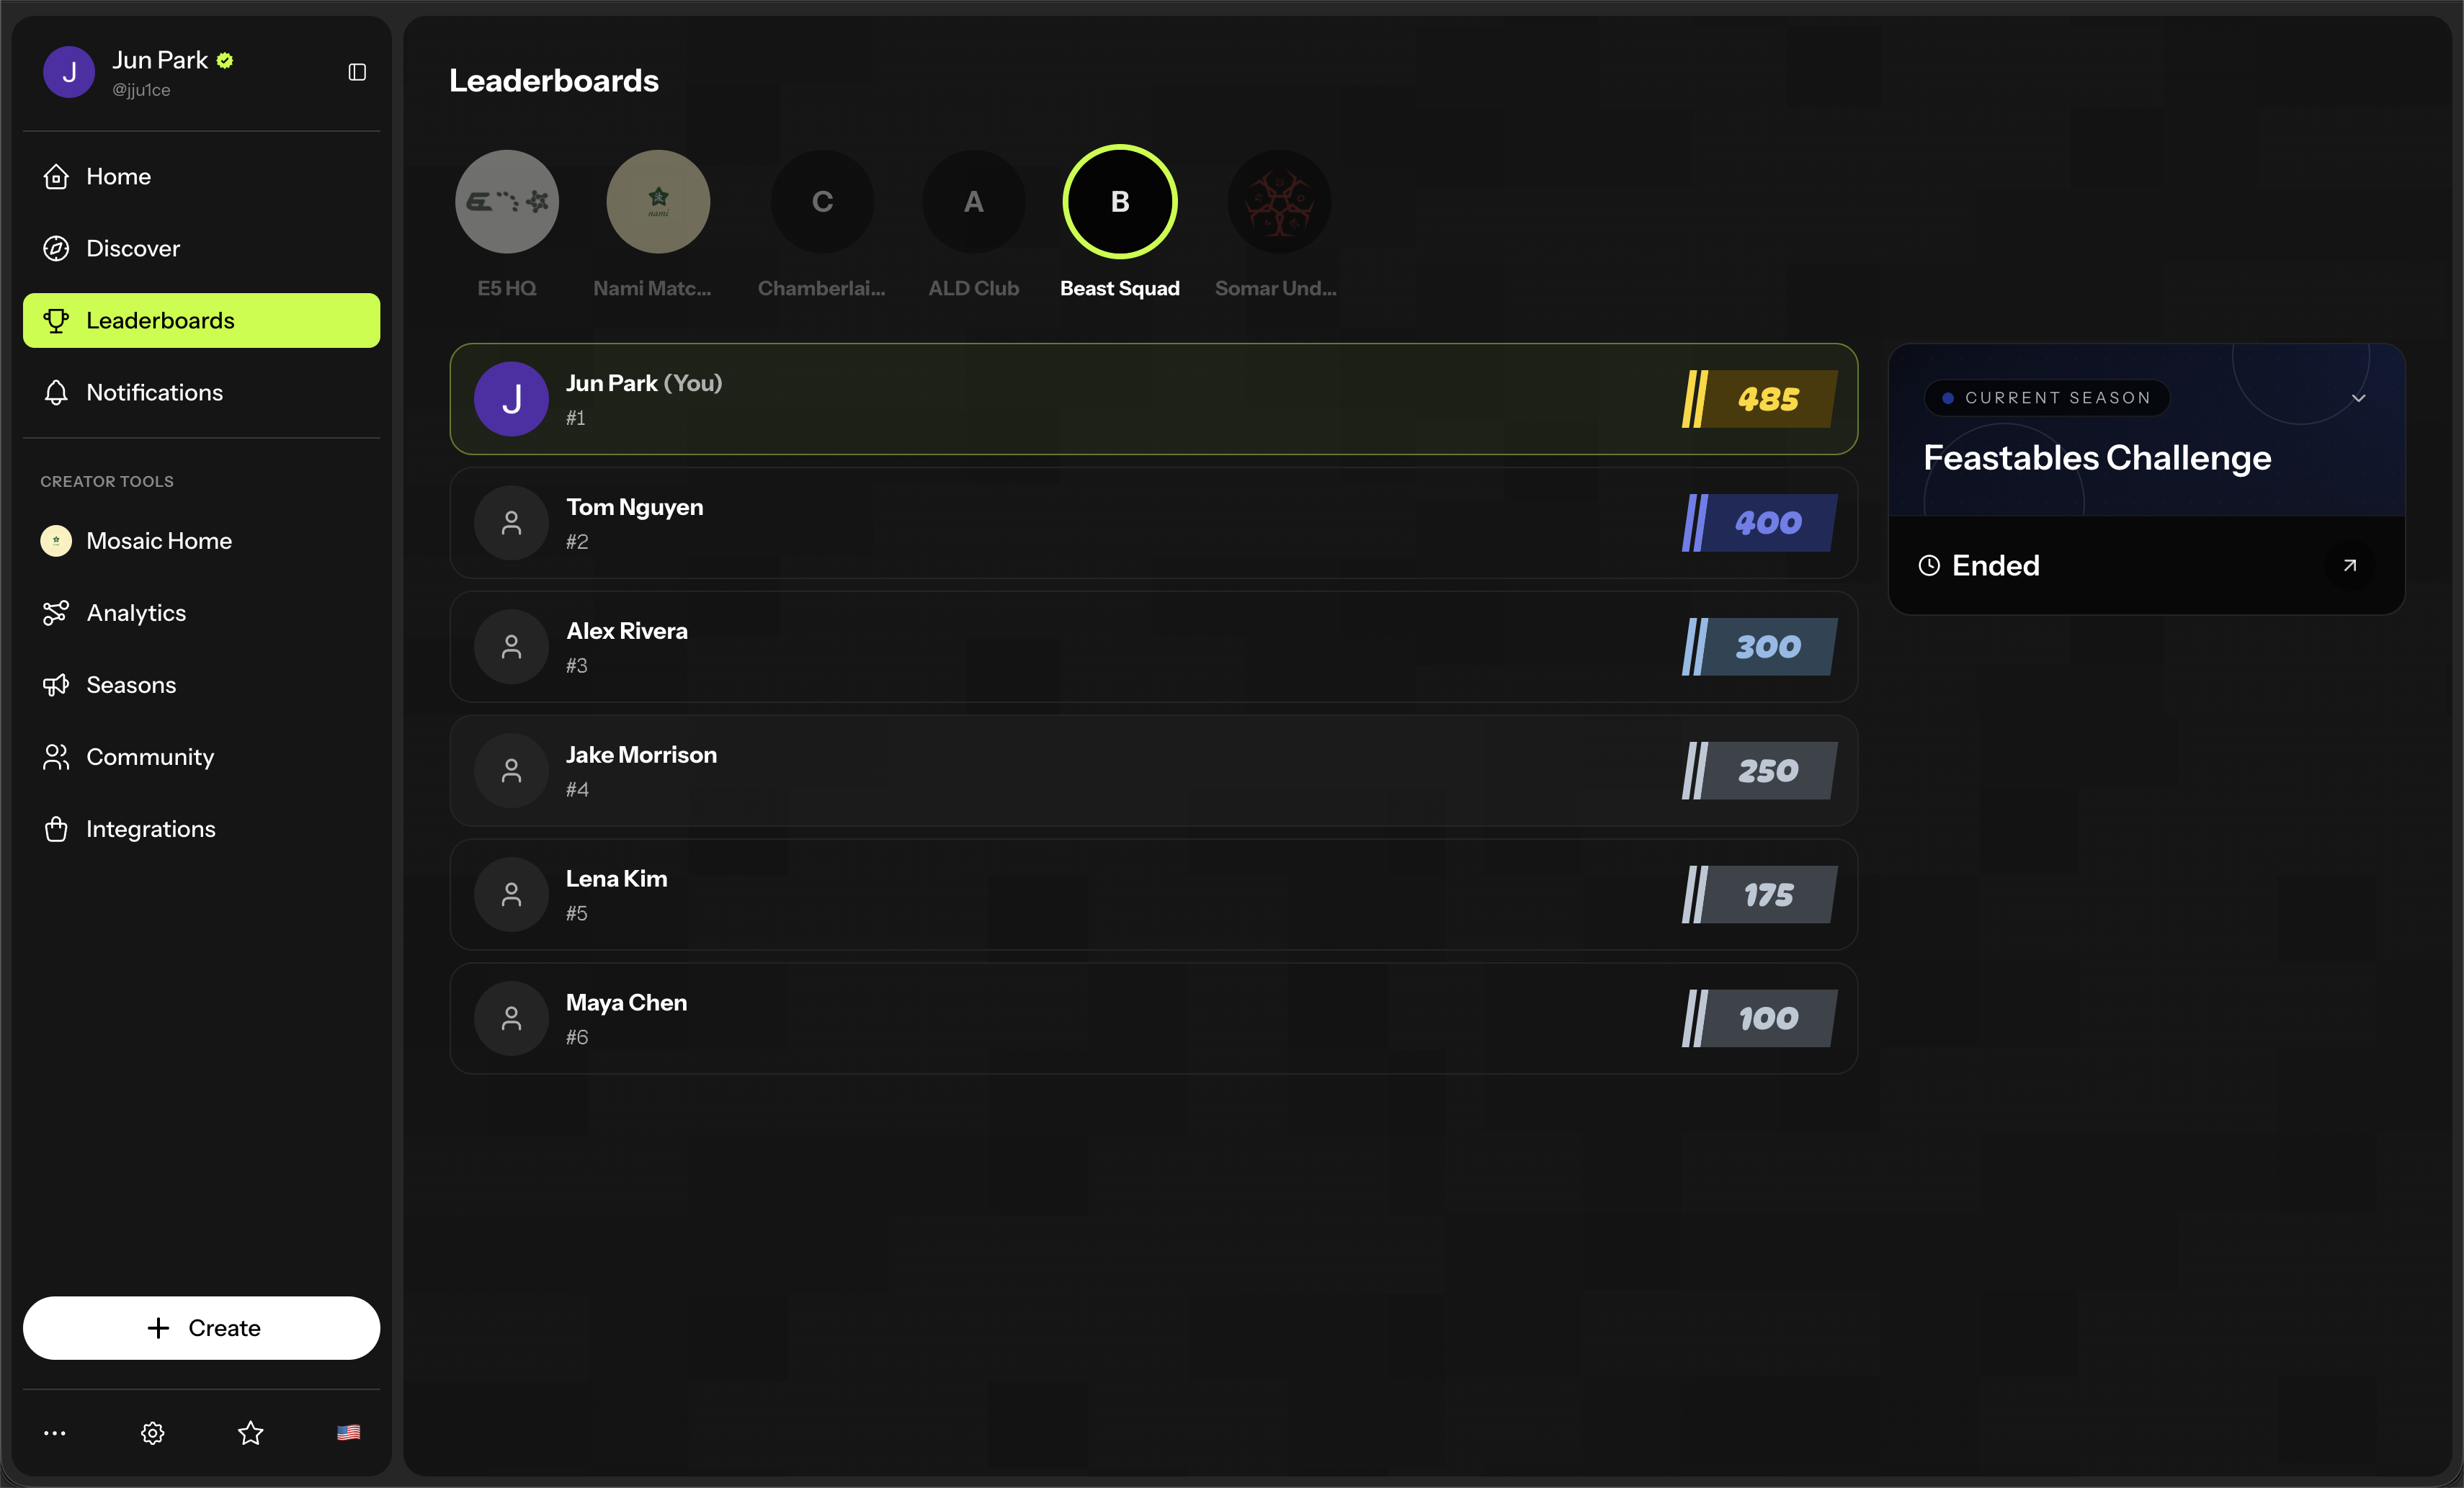 J
Jun Park
@jju1ce
Home
Discover
Leaderboards
Notifications
CREATOR TOOLS
Mosaic Home
Analytics
Seasons
Community
Integrations
Create
Leaderboards
nami
C
A
B
E5 HQ
Nami Matc...
Chamberlai...
ALD Club
Beast Squad
Somar Und...
J
Jun Park (You)
#1
485
Tom Nguyen
#2
400
Alex Rivera
#3
300
Jake Morrison
#4
250
Lena Kim
#5
175
Maya Chen
#6
100
CURRENT SEASON
Feastables Challenge
Ended